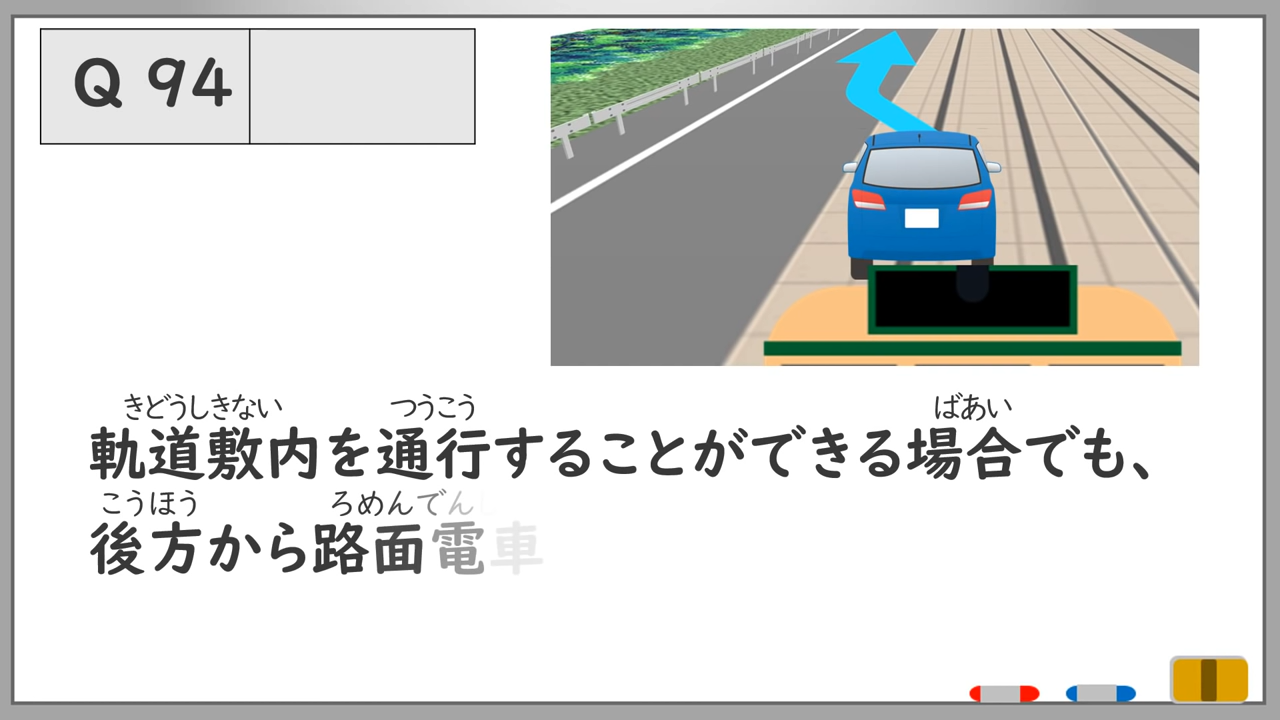 Q 94
きどうしきない つうこう ばあい
軌道敷内を通行することができる場合でも、
こうほう ろめんでん
後方から路面電車